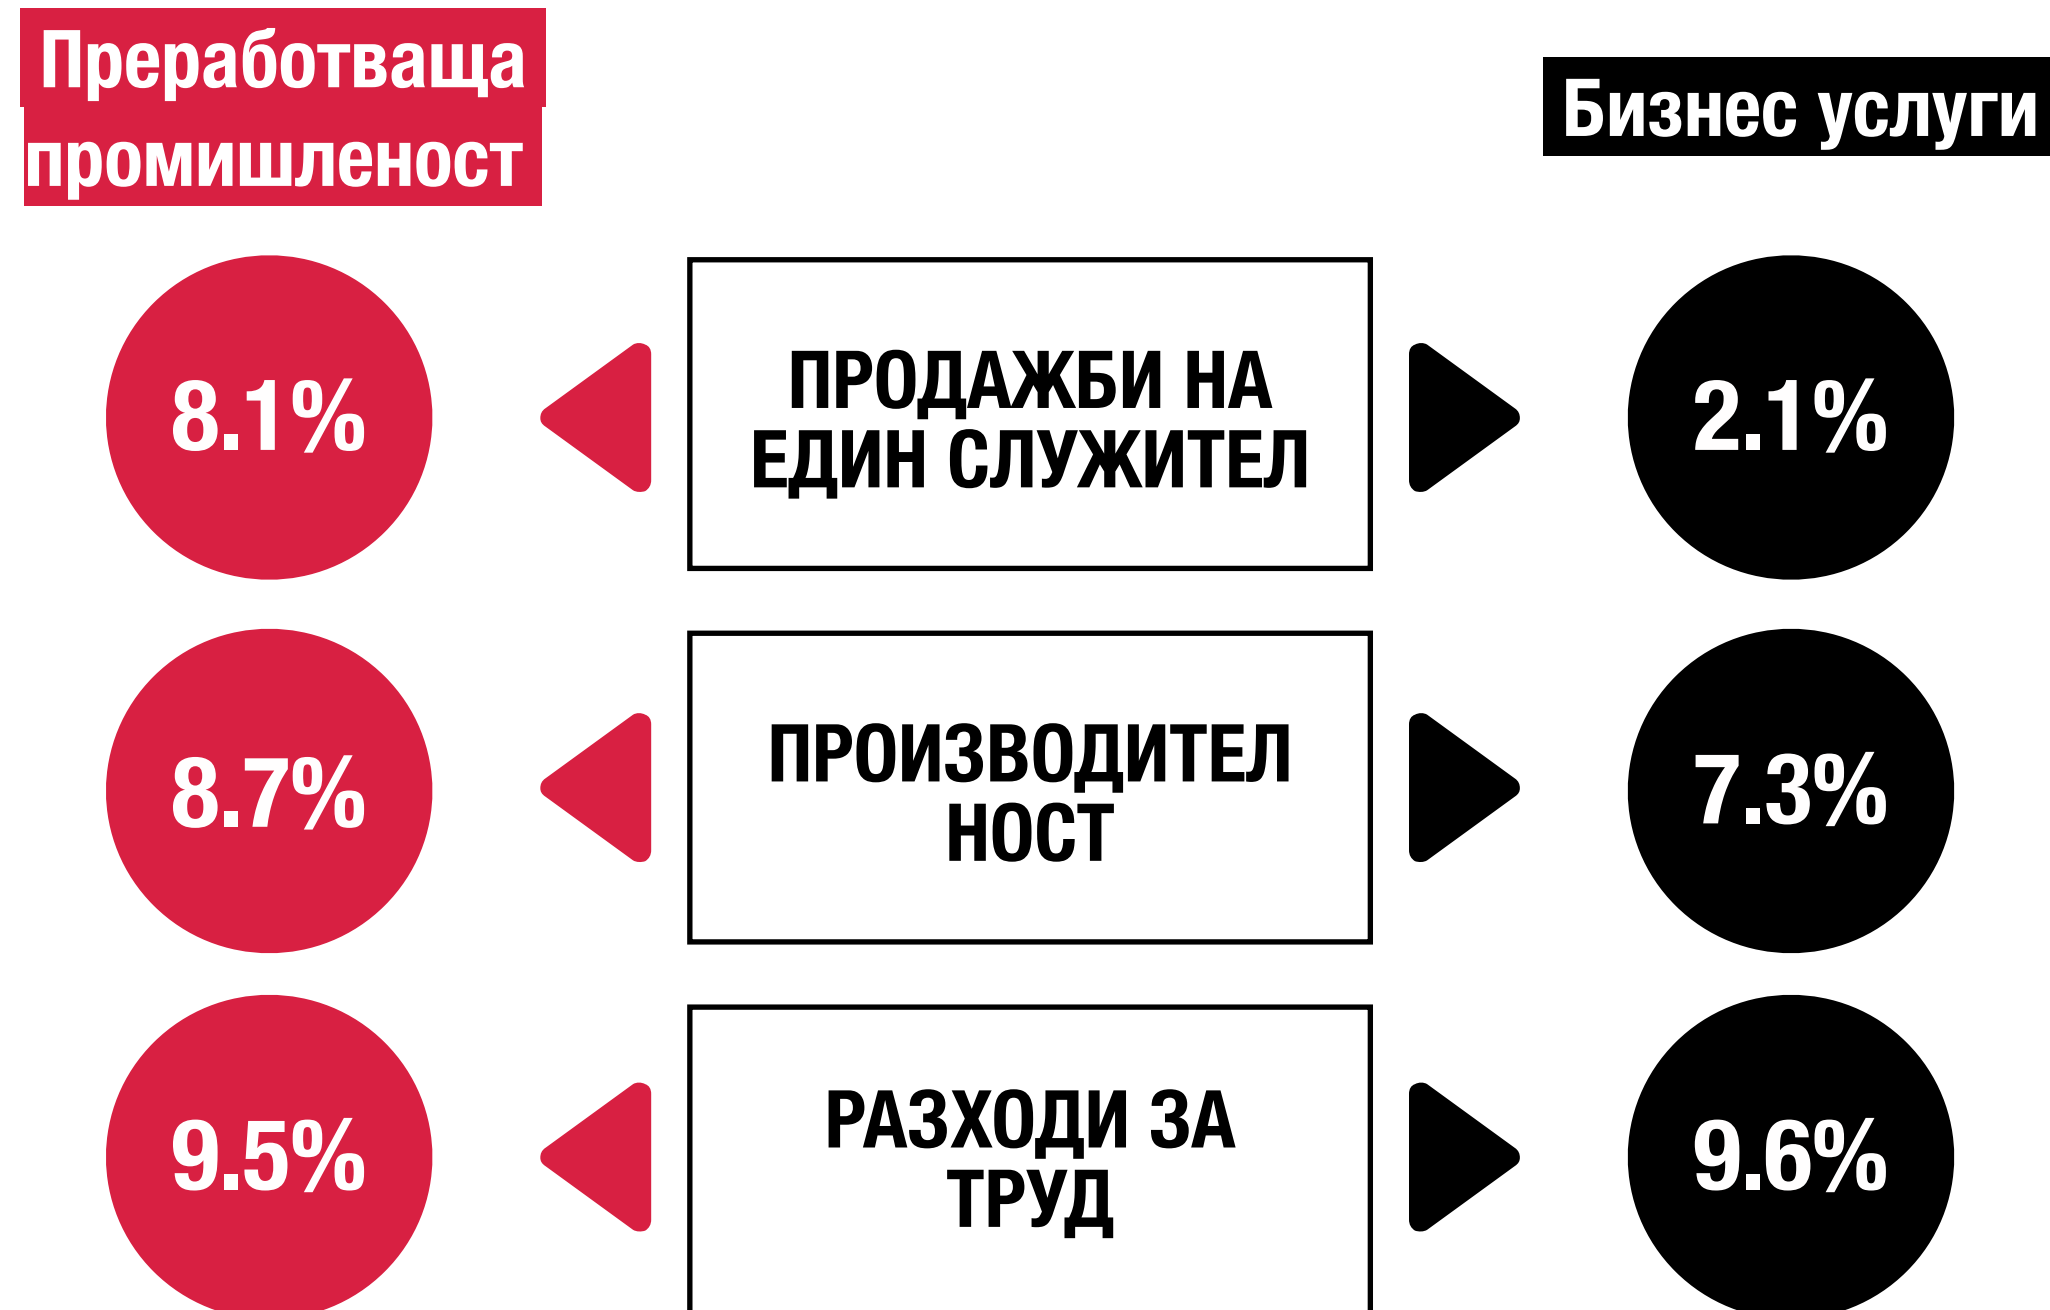 Преработваща
промишленост
Бизнес услуги
8.1%
ПРОДАЖБИ НА
ЕДИН СЛУЖИТЕЛ
2.1%
8.7%
ПРОИЗВОДИТЕЛ
НОСТ
7.3%
9.5%
РАЗХОДИ ЗА
ТРУД
9.6%